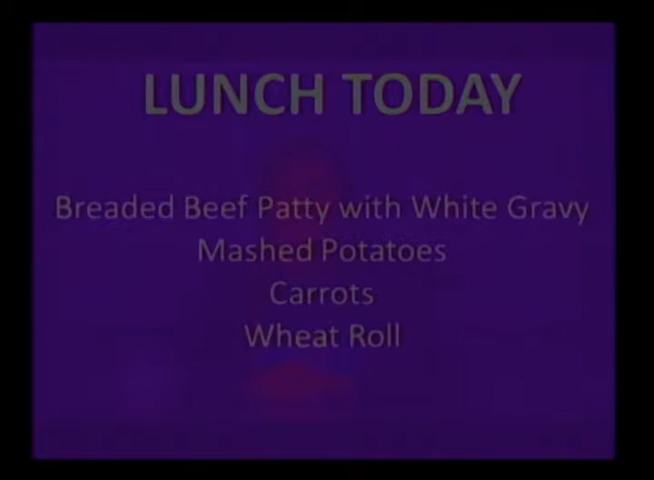 LUNCH TODAY
Breaded Beef Patty with White Gravy
Mashed Potatoes
Carrots
Wheat Roll